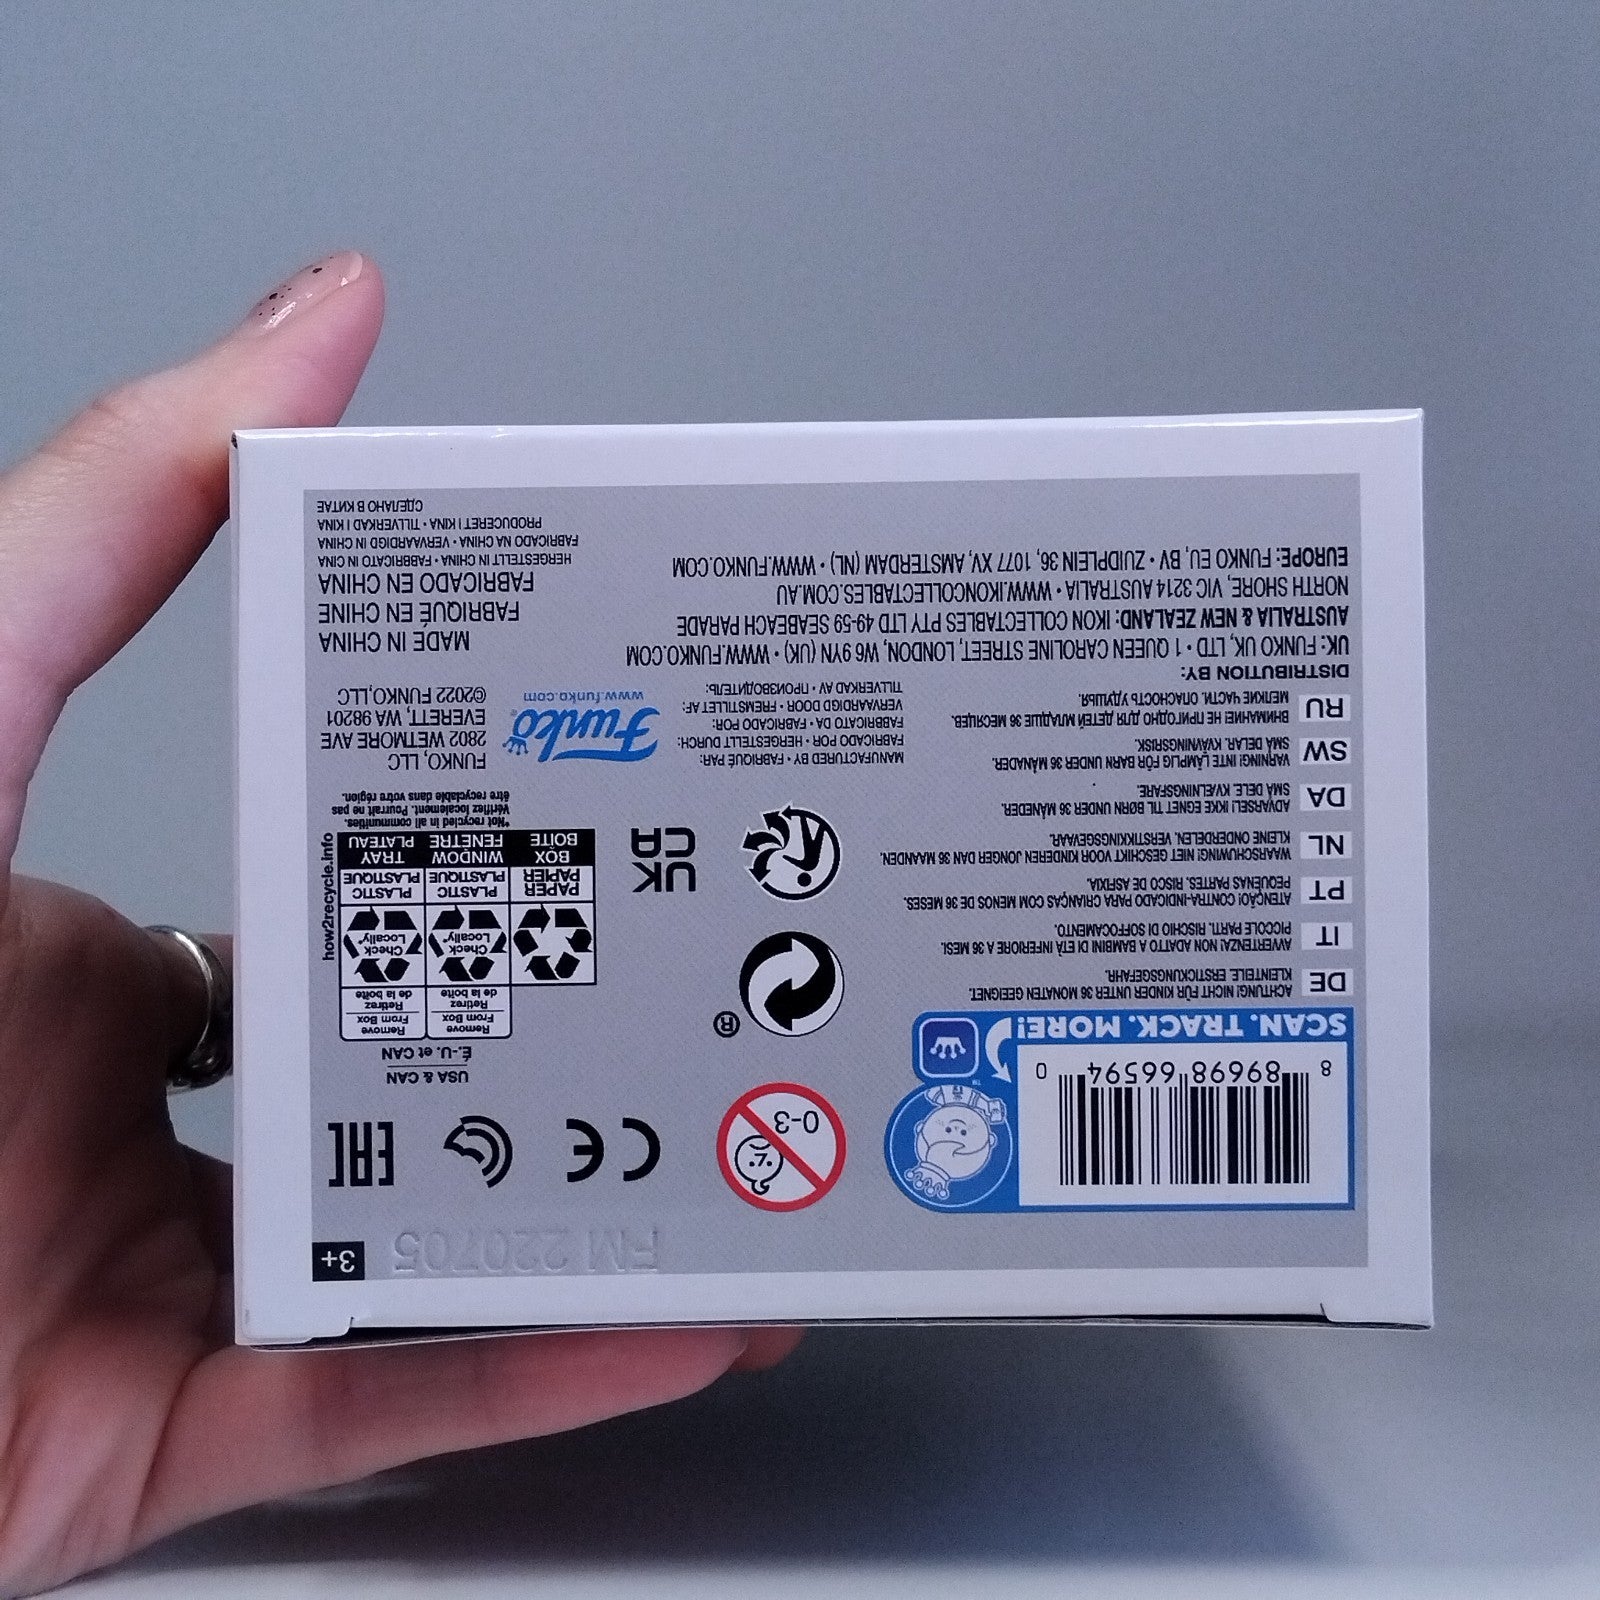 3+
FM 220705
8 89698 66594 0
SCAN. TRACK. MORE!
™
0-3
CE
EAC
USA & CAN
É.-U. et CAN
Remove
From Box
Retirez
de la boîte
Remove
From Box
Retirez
de la boîte
Check
Locally*
Check
Locally*
PAPER
PAPIER
PLASTIC
PLASTIQUE
PLASTIC
PLASTIQUE
BOX
BOÎTE
WINDOW
FENÊTRE
TRAY
PLATEAU
how2recycle.info
*Not recycled in all communities.
Vérifiez localement. Pourrait ne pas
être recyclable dans votre région.
®
UK
CA
DE ACHTUNG! NICHT FÜR KINDER UNTER 36 MONATEN GEEIGNET.
KLEINTEILE. ERSTICKUNGSGEFAHR.
IT AVVERTENZA! NON ADATTO A BAMBINI DI ETÀ INFERIORE A 36 MESI.
PICCOLE PARTI. RISCHIO DI SOFFOCAMENTO.
PT ATENÇÃO! CONTRA-INDICADO PARA CRIANÇAS COM MENOS DE 36 MESES.
PEQUENAS PARTES. RISCO DE ASFIXIA.
NL WAARSCHUWING! NIET GESCHIKT VOOR KINDEREN JONGER DAN 36 MAANDEN.
KLEINE ONDERDELEN. VERSTIKKINGSGEVAAR.
DA ADVARSEL! IKKE EGNET TIL BØRN UNDER 36 MÅNEDER.
SMÅ DELE. KVÆLNINGSFARE.
SW VARNING! INTE LÄMPLIG FÖR BARN UNDER 36 MÅNADER.
SMÅ DELAR. KVÄVNINGSRISK.
RU ВНИМАНИЕ НЕ ПРИГОДНО ДЛЯ ДЕТЕЙ МЛАДШЕ 36 МЕСЯЦЕВ.
МЕЛКИЕ ЧАСТИ. ОПАСНОСТЬ УДУШЬЯ.
MANUFACTURED BY • FABRIQUÉ PAR:
FABRICADO POR • HERGESTELLT DURCH:
FABBRICATO DA • FABRICADO POR:
VERVAARDIGD DOOR • FREMSTILLET AF:
TILLVERKAD AV • ПРОИЗВОДИТЕЛЬ:
Funko®
www.funko.com
FUNKO, LLC
2802 WETMORE AVE
EVERETT, WA 98201
©2022 FUNKO,LLC
DISTRIBUTION BY:
UK: FUNKO UK, LTD • 1 QUEEN CAROLINE STREET, LONDON, W6 9YN (UK) • WWW.FUNKO.COM
AUSTRALIA & NEW ZEALAND: IKON COLLECTABLES PTY LTD 49-59 SEABEACH PARADE
NORTH SHORE, VIC 3214 AUSTRALIA • WWW.IKONCOLLECTABLES.COM.AU
EUROPE: FUNKO EU, BV • ZUIDPLEIN 36, 1077 XV, AMSTERDAM (NL) • WWW.FUNKO.COM
MADE IN CHINA
FABRIQUÉ EN CHINE
FABRICADO EN CHINA
HERGESTELLT IN CHINA • FABBRICATO IN CINA
FABRICADO NA CHINA • VERVAARDIGD IN CHINA
PRODUCERET I KINA • TILLVERKAD I KINA
СДЕЛАНО В КИТАЕ